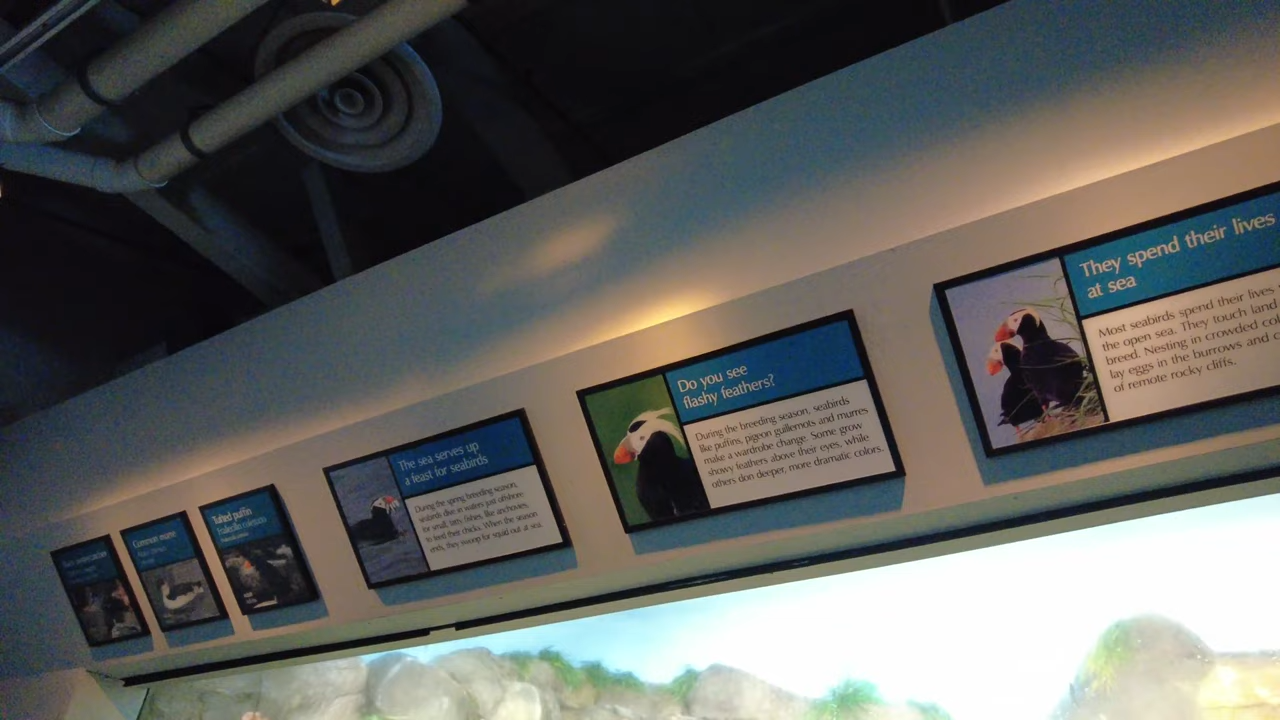 Common murre
Tufted puffin
The sea serves up
a feast for seabirds
During the spring breeding season,
seabirds dive in waters just offshore
for small, fatty fishes, like anchovies,
to feed their chicks. When the season
ends, they swoop for squid out at sea.
Do you see
flashy feathers?
During the breeding season, seabirds
like puffins, pigeon guillemots and murres
make a wardrobe change. Some grow
showy feathers above their eyes, while
others don deeper, more dramatic colors.
They spend their lives
at sea
Most seabirds spend their lives
the open sea. They touch land
breed. Nesting in crowded
lay eggs in the burrows and
of remote rocky cliffs.